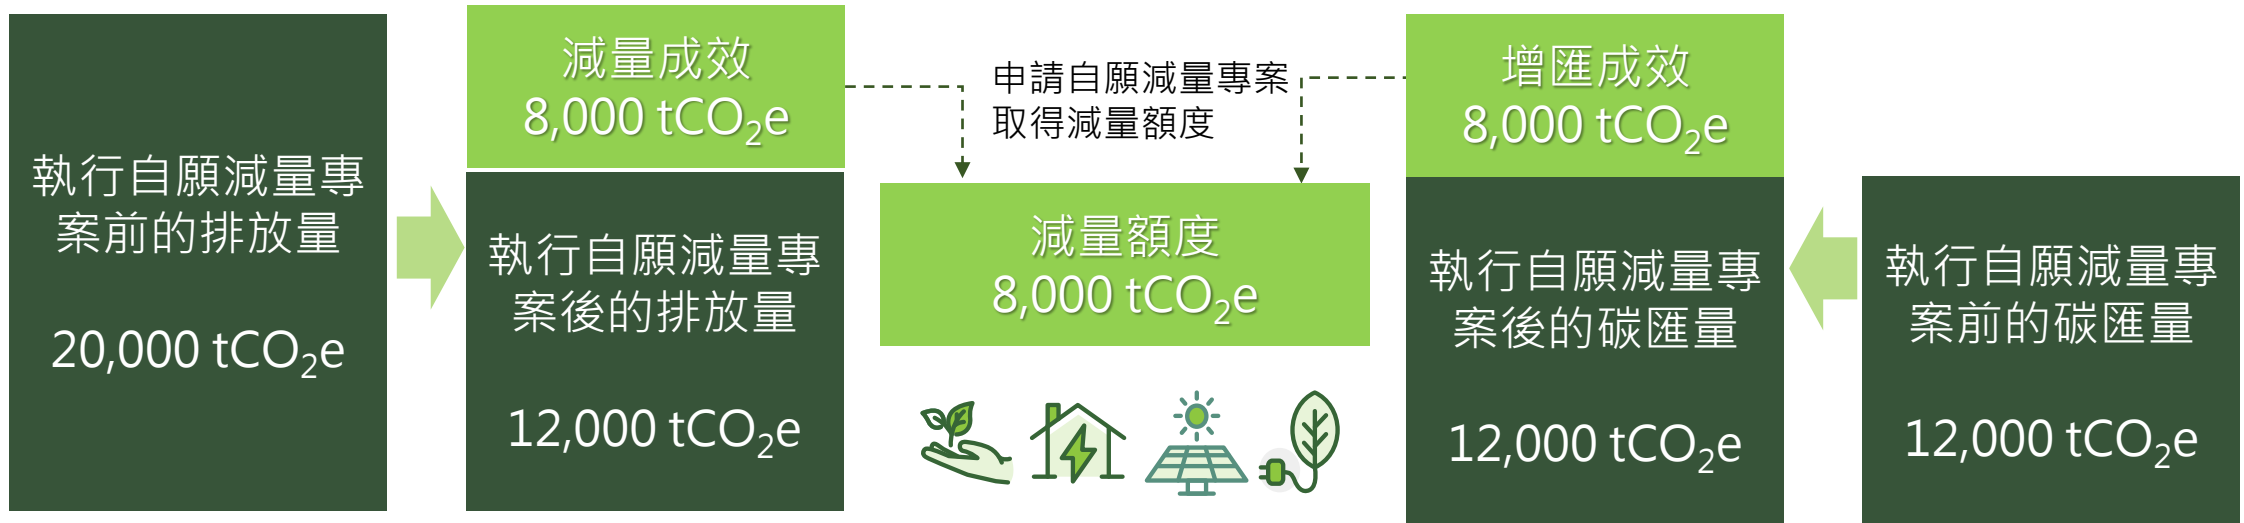 執行自願減量專
案前的排放量
20,000 tCO₂e
減量成效
8,000 tCO₂e
執行自願減量專
案後的排放量
12,000 tCO₂e
申請自願減量專案
取得減量額度
減量額度
8,000 tCO₂e
增匯成效
8,000 tCO₂e
執行自願減量專
案後的碳匯量
12,000 tCO₂e
執行自願減量專
案前的碳匯量
12,000 tCO₂e